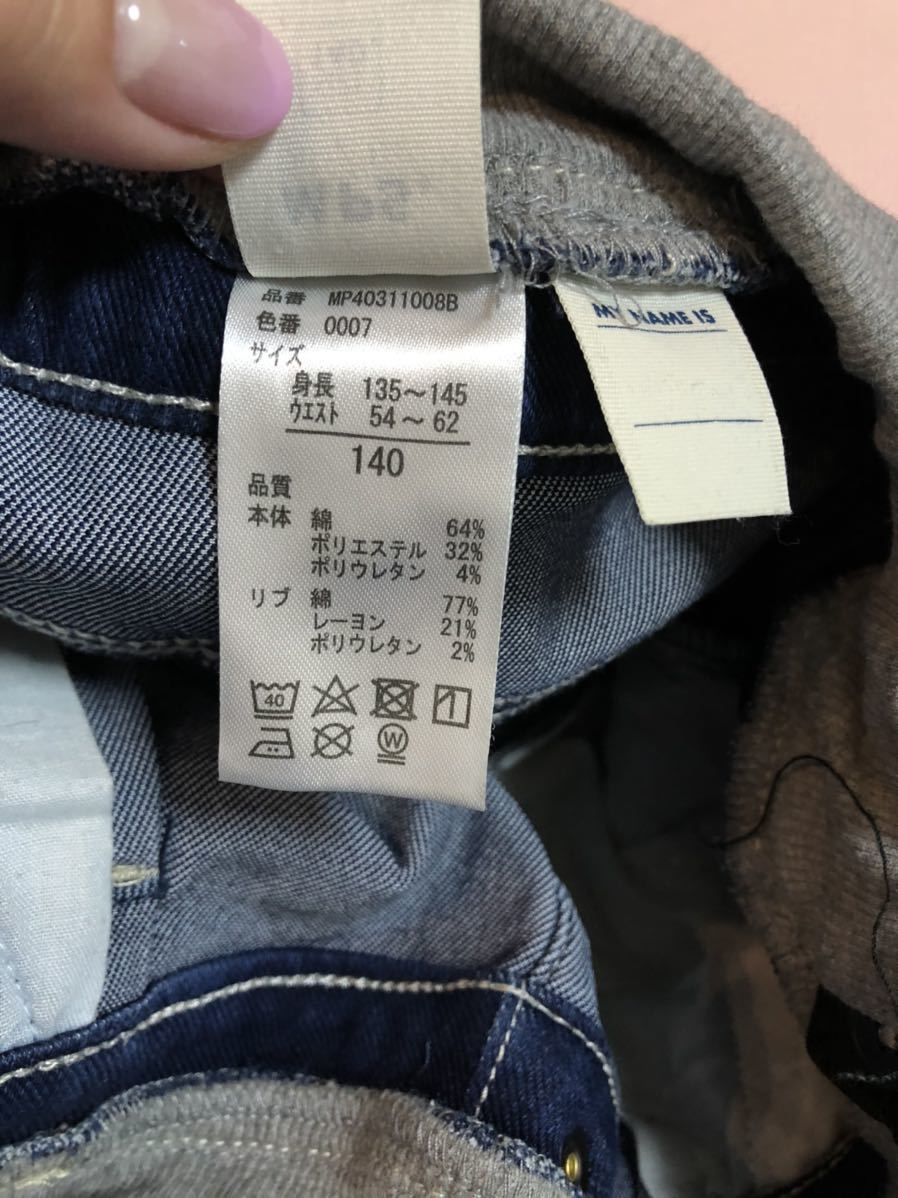 品番 MP40311008B
色番 0007
サイズ
身長 135～145
ウエスト 54～62
140
品質
本体 綿 64%
ポリエステル 32%
ポリウレタン 4%
リブ 綿 77%
レーヨン 21%
ポリウレタン 2%
40
W
MY NAME IS